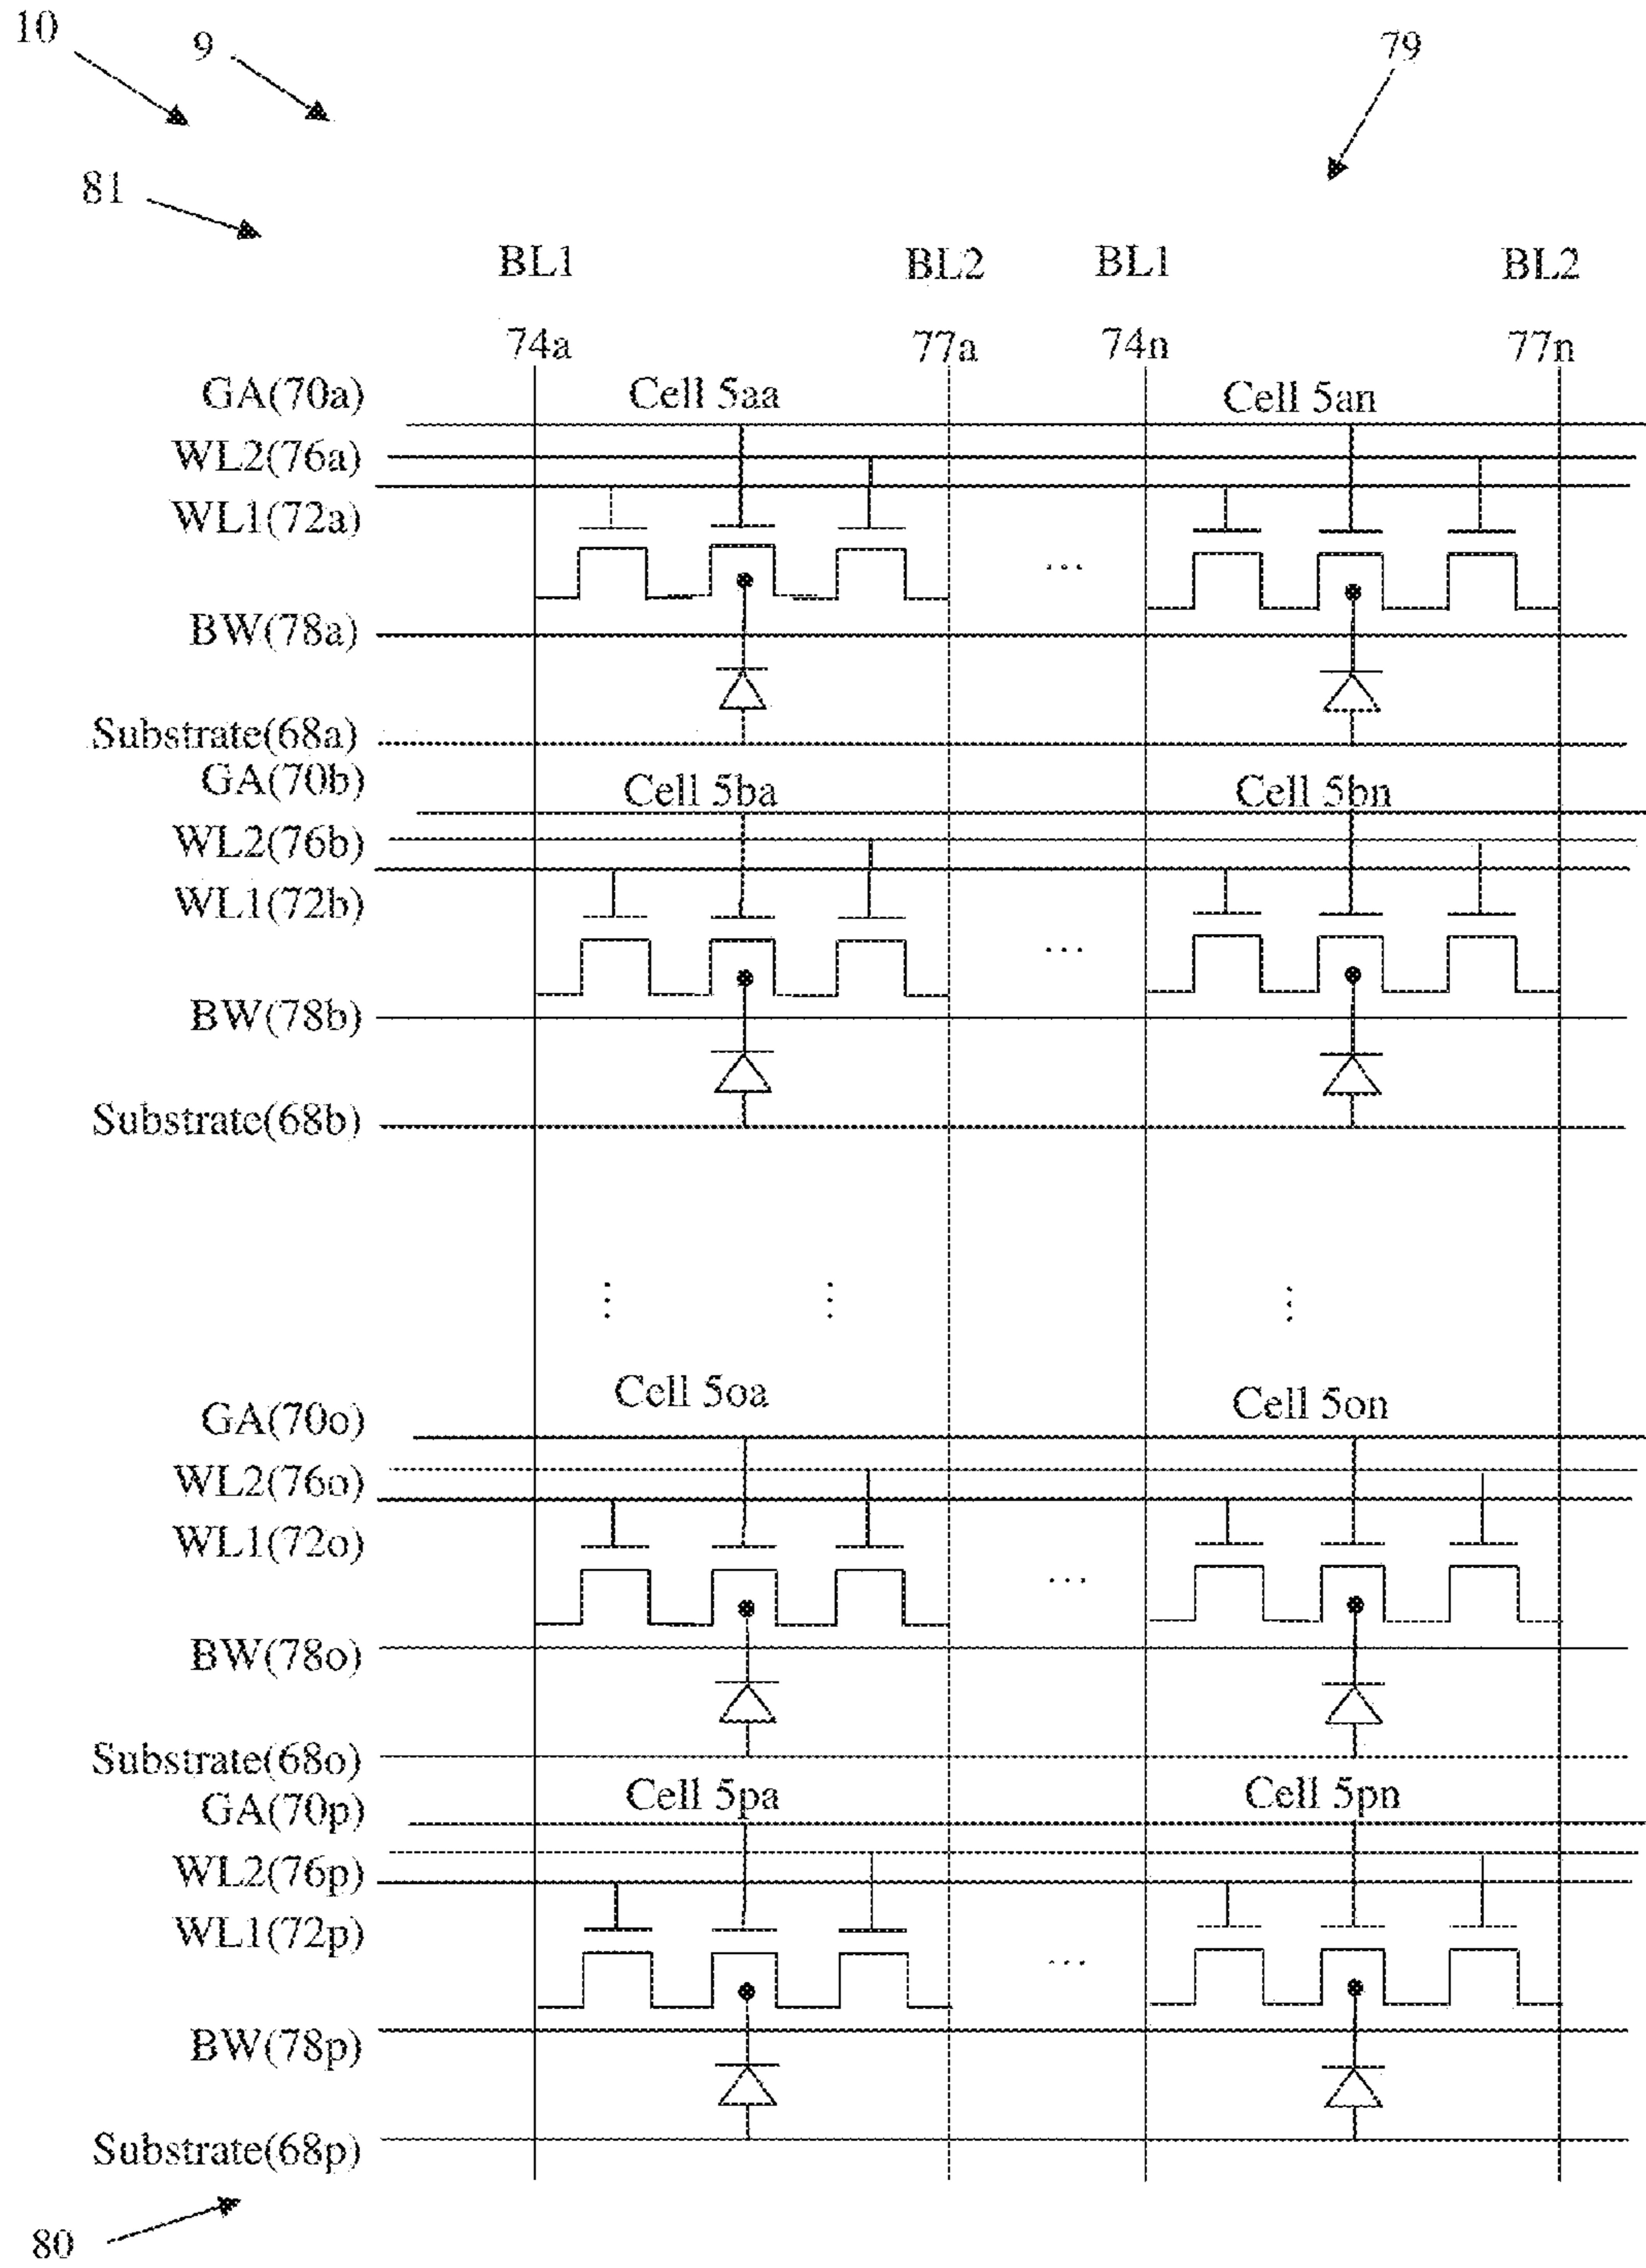 10
9
79
81
BL1 BL2 BL1 BL2
74a 77a 74n 77n
GA(70a) Cell 5aa Cell 5an
WL2(76a)
WL1(72a)
...
BW(78a)
Substrate(68a)
GA(70b) Cell 5ba Cell 5bn
WL2(76b)
WL1(72b)
...
BW(78b)
Substrate(68b)
Cell 5oa Cell 5on
GA(70o)
WL2(76o)
WL1(72o)
...
BW(78o)
Substrate(68o)
GA(70p) Cell 5pa Cell 5pn
WL2(76p)
WL1(72p)
...
BW(78p)
Substrate(68p)
80